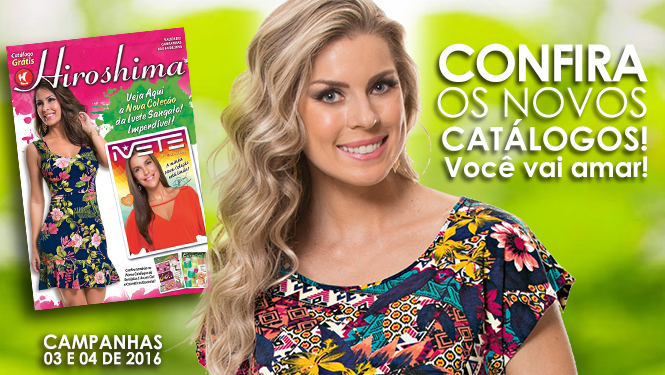 Catálogo
Grátis
Hiroshima
Veja Aqui
a Nova Coleção
da Ivete Sangalo!
Imperdível!
IVETE
CONFIRA
OS NOVOS
CATÁLOGOS!
Você vai amar!
CAMPANHAS
03 E 04 DE 2016